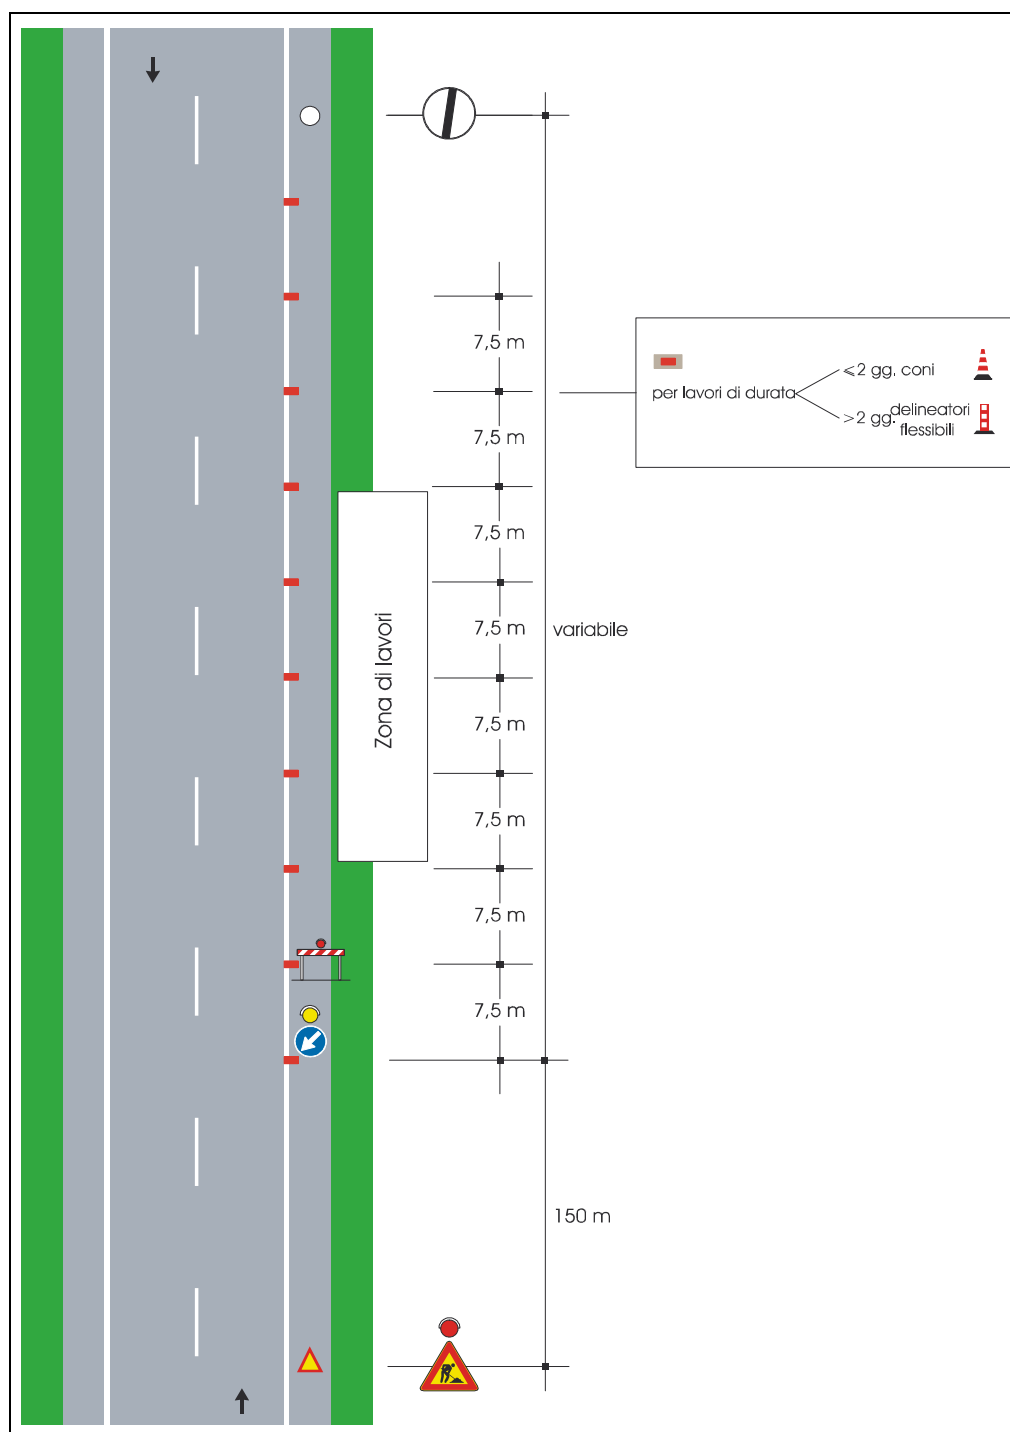 7,5 m
per lavori di durata
⩽2 gg. coni
>2 gg. delineatori
flessibili
7,5 m
7,5 m
Zona di lavori
7,5 m
variabile
7,5 m
7,5 m
7,5 m
7,5 m
150 m